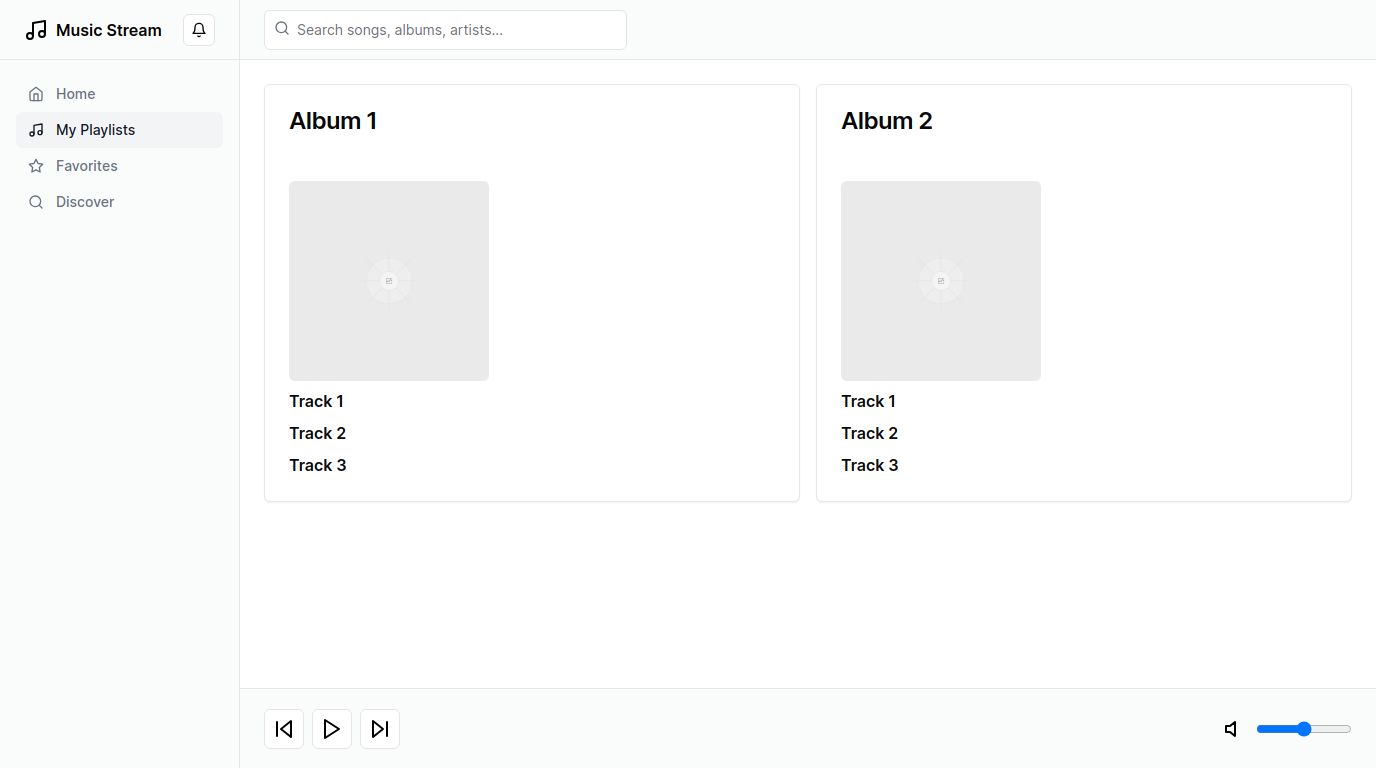 Music Stream
Search songs, albums, artists...
Home
My Playlists
Favorites
Discover
Album 1
Track 1
Track 2
Track 3
Album 2
Track 1
Track 2
Track 3